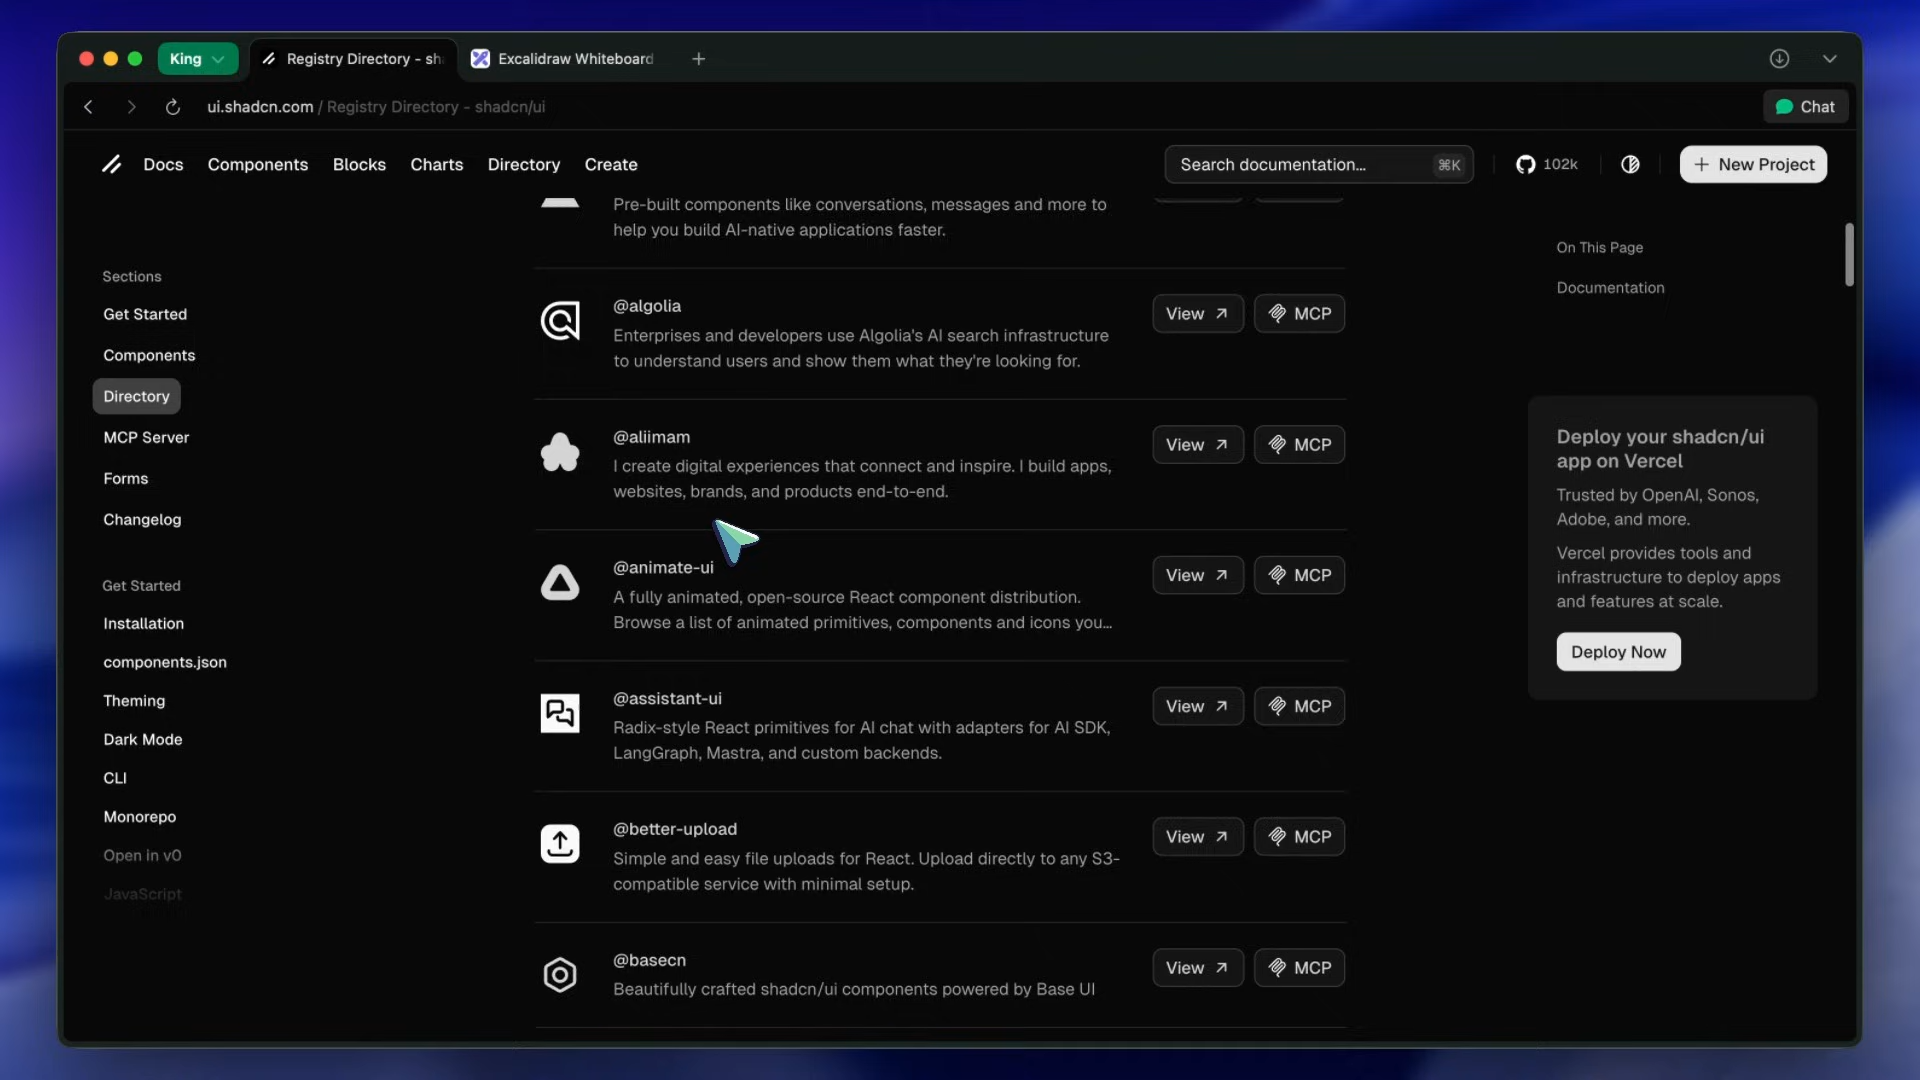 King
Registry Directory - sh
Excalidraw Whiteboard
ui.shadcn.com / Registry Directory - shadcn/ui
Chat
Docs
Components
Blocks
Charts
Directory
Create
Search documentation...
⌘K
102k
New Project
Sections
Get Started
Components
Directory
MCP Server
Forms
Changelog
Get Started
Installation
components.json
Theming
Dark Mode
CLI
Monorepo
Open in v0
JavaScript
Pre-built components like conversations, messages and more to
help you build AI-native applications faster.
@algolia
Enterprises and developers use Algolia's AI search infrastructure
to understand users and show them what they're looking for.
View
MCP
@aliimam
I create digital experiences that connect and inspire. I build apps,
websites, brands, and products end-to-end.
View
MCP
@animate-ui
A fully animated, open-source React component distribution.
Browse a list of animated primitives, components and icons you...
View
MCP
@assistant-ui
Radix-style React primitives for AI chat with adapters for AI SDK,
LangGraph, Mastra, and custom backends.
View
MCP
@better-upload
Simple and easy file uploads for React. Upload directly to any S3-
compatible service with minimal setup.
View
MCP
@basecn
Beautifully crafted shadcn/ui components powered by Base UI
View
MCP
On This Page
Documentation
Deploy your shadcn/ui
app on Vercel
Trusted by OpenAI, Sonos,
Adobe, and more.
Vercel provides tools and
infrastructure to deploy apps
and features at scale.
Deploy Now